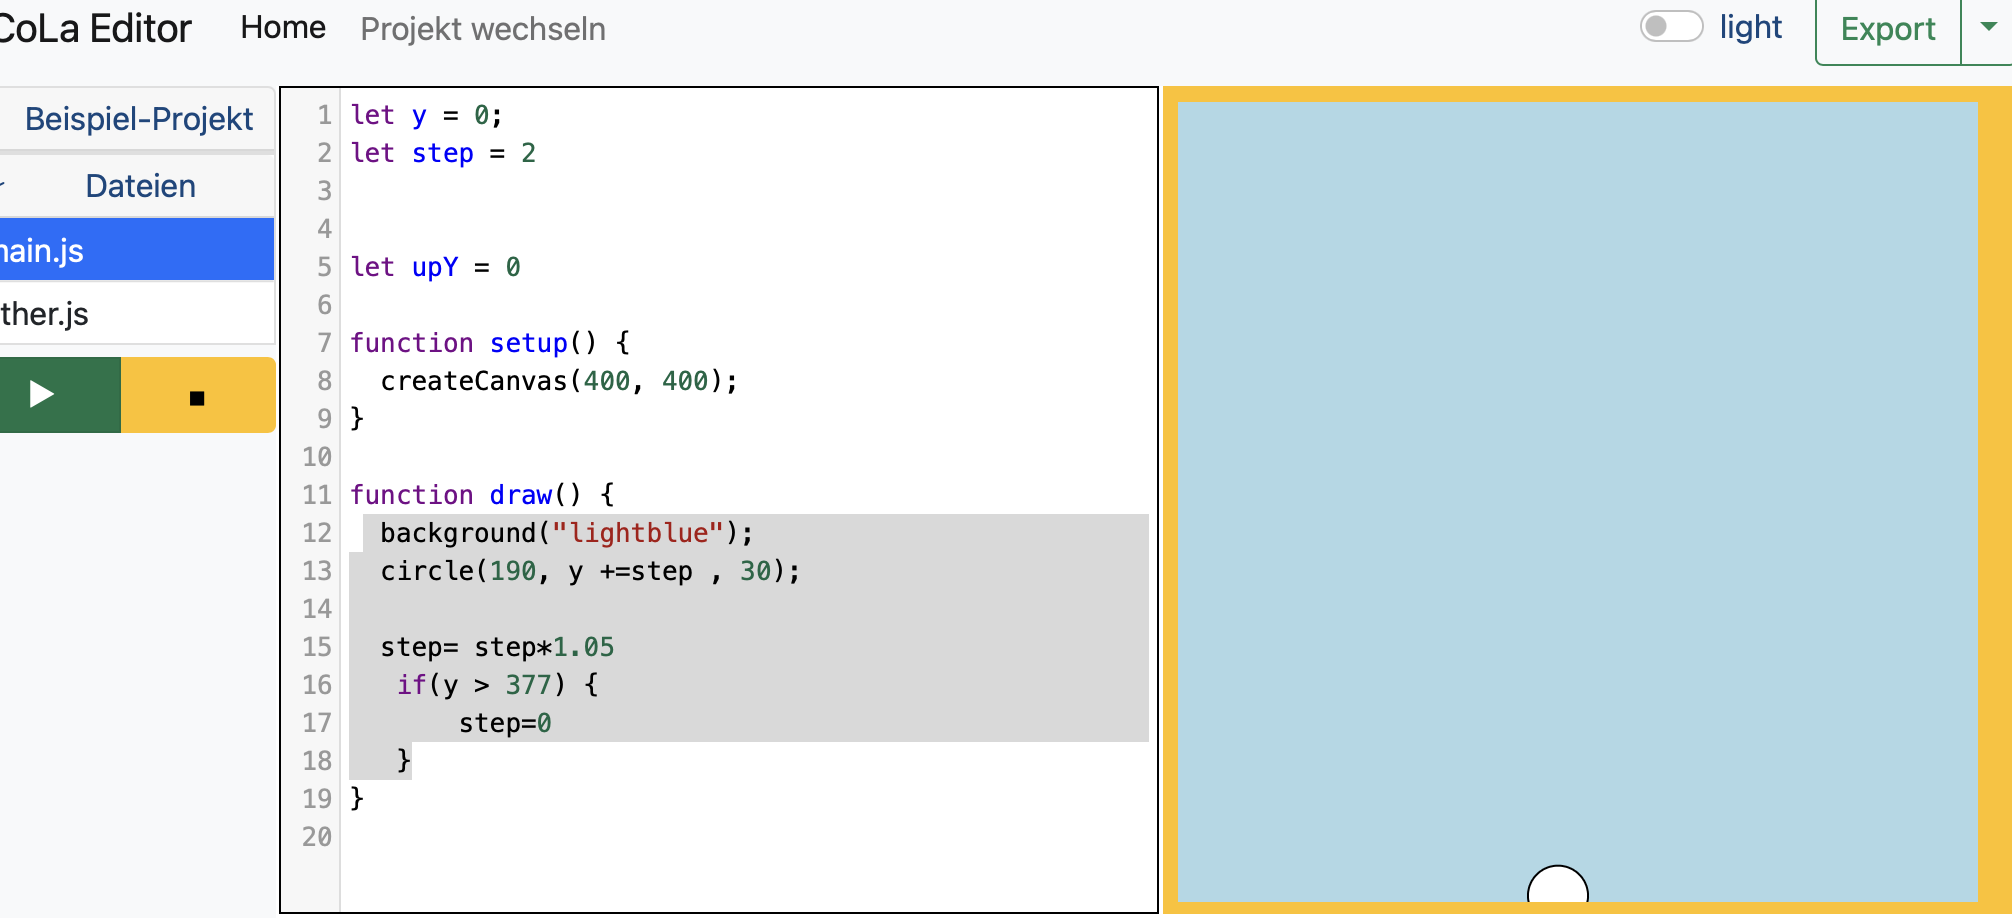 CoLa Editor Home Projekt wechseln light Export
Beispiel-Projekt
Dateien
main.js
ther.js
1 let y = 0;
2 let step = 2
3
4
5 let upY = 0
6
7 function setup() {
8   createCanvas(400, 400);
9 }
10
11 function draw() {
12   background("lightblue");
13   circle(190, y +=step , 30);
14
15   step= step*1.05
16    if(y > 377) {
17        step=0
18    }
19 }
20